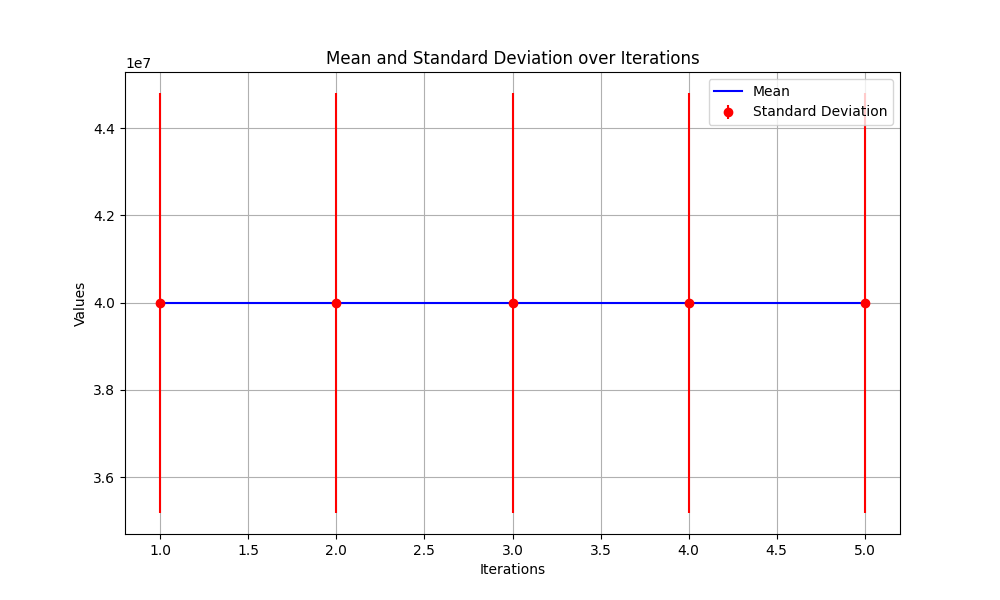 Mean and Standard Deviation over Iterations
1e7
Mean
Standard Deviation
4.4
4.2
4.0
3.8
3.6
Values
1.0 1.5 2.0 2.5 3.0 3.5 4.0 4.5 5.0
Iterations